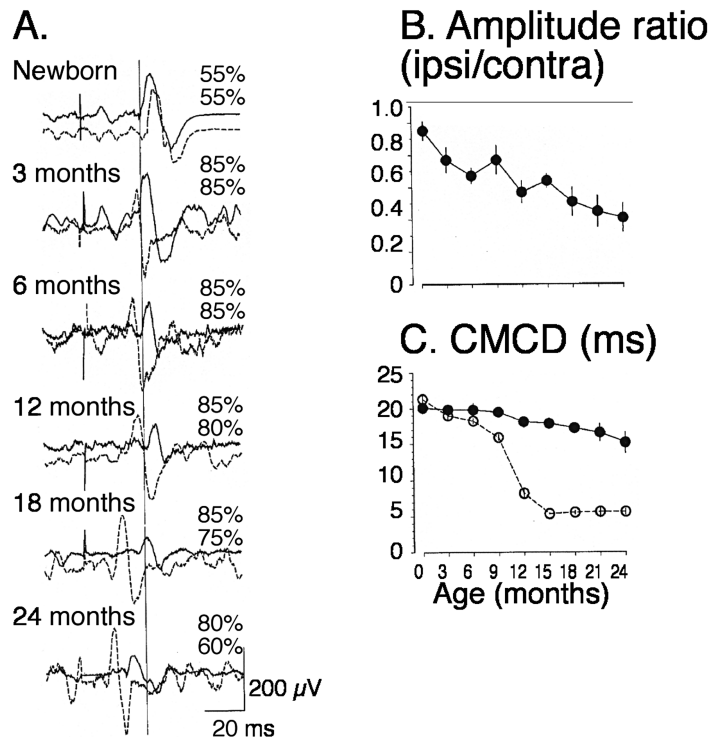 A.
Newborn
55%
55%
3 months
85%
85%
6 months
85%
85%
12 months
85%
80%
18 months
85%
75%
24 months
80%
60%
200 µV
20 ms
B. Amplitude ratio
(ipsi/contra)
1.0
0.8
0.6
0.4
0.2
0
C. CMCD (ms)
25
20
15
10
5
0
0 3 6 9 12 15 18 21 24
Age (months)